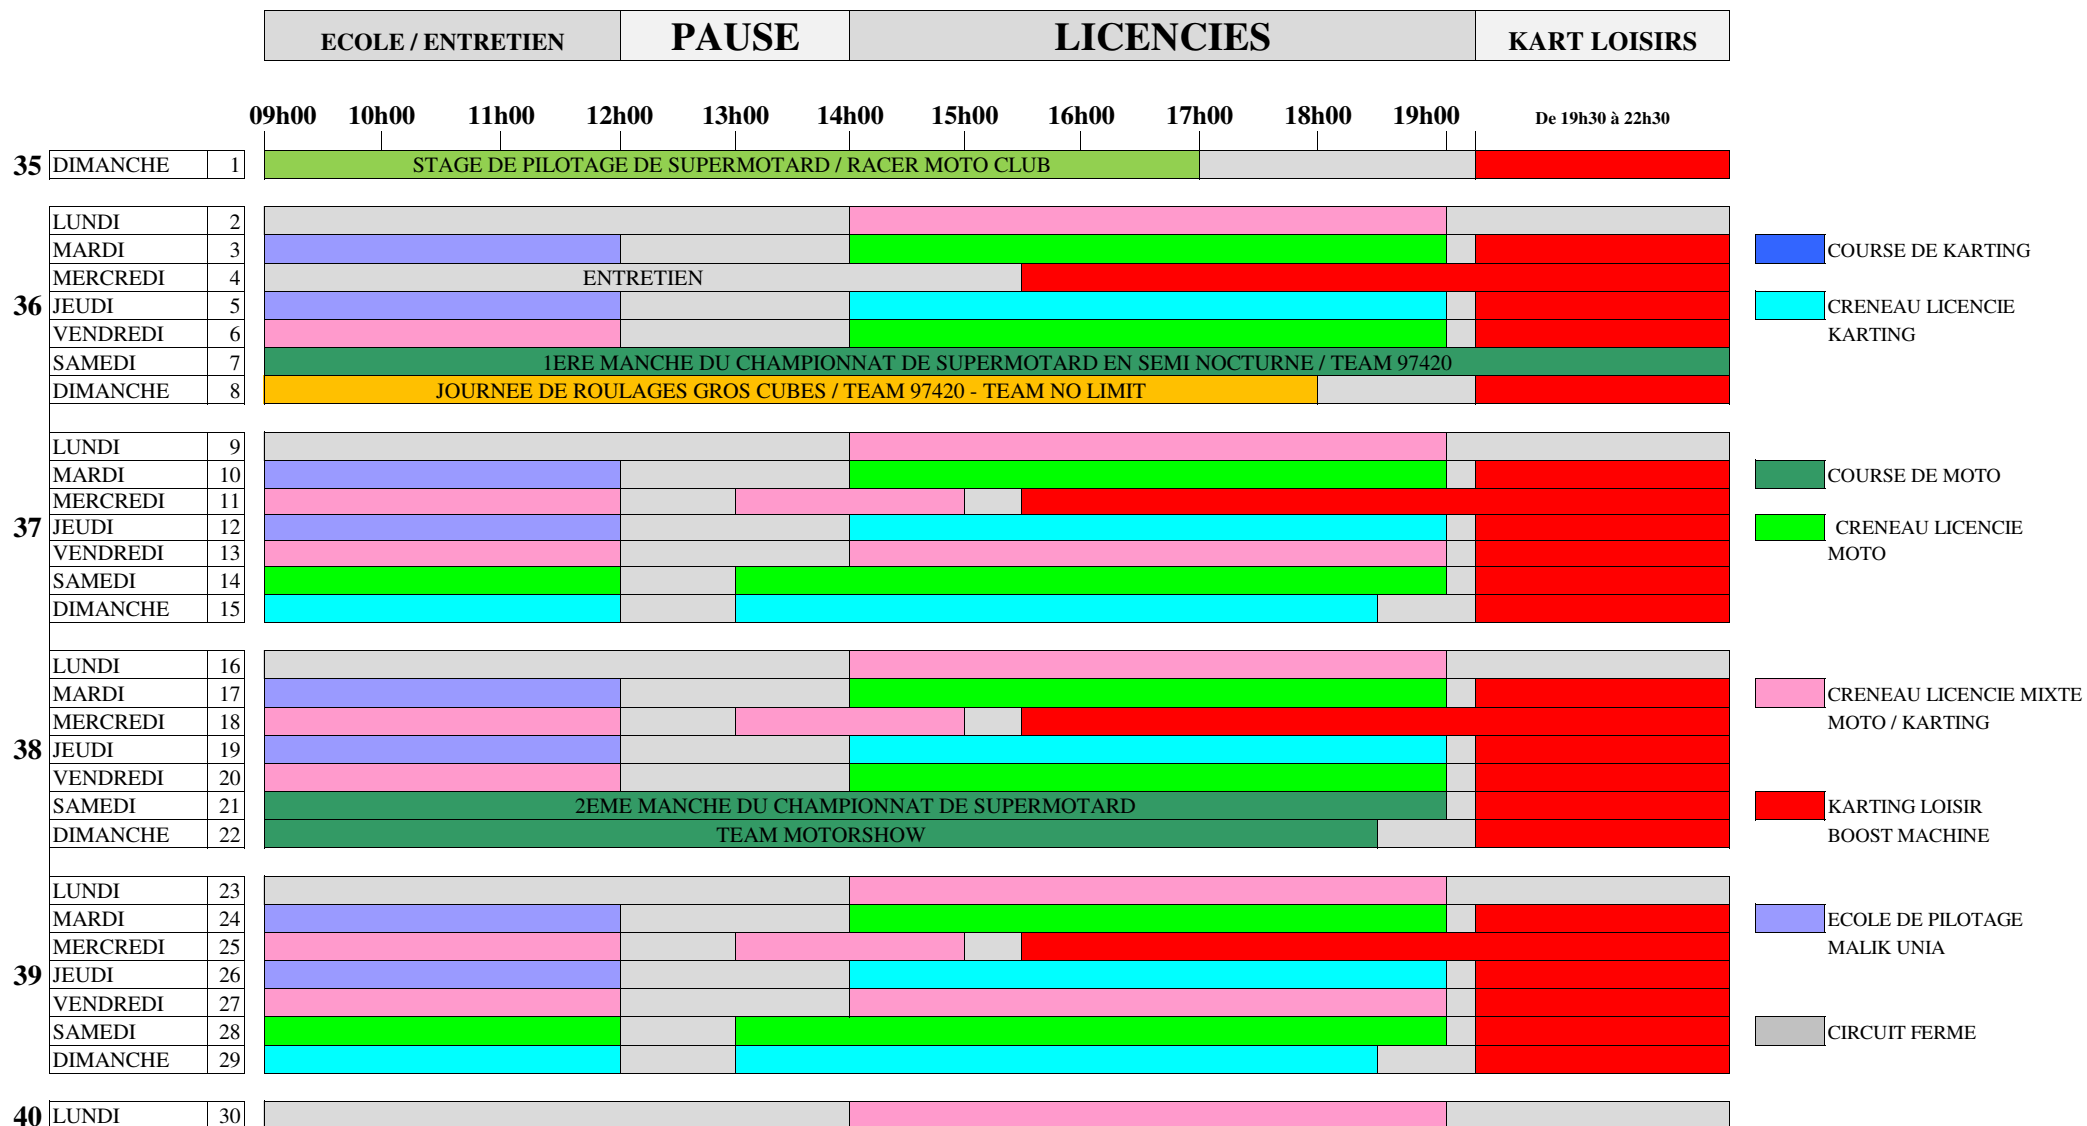 ECOLE / ENTRETIEN PAUSE LICENCIES KART LOISIRS
09h00 10h00 11h00 12h00 13h00 14h00 15h00 16h00 17h00 18h00 19h00 De 19h30 à 22h30
35 DIMANCHE 1 STAGE DE PILOTAGE DE SUPERMOTARD / RACER MOTO CLUB
LUNDI 2
MARDI 3 COURSE DE KARTING
MERCREDI 4 ENTRETIEN
36 JEUDI 5 CRENEAU LICENCIE
VENDREDI 6 KARTING
SAMEDI 7 1ERE MANCHE DU CHAMPIONNAT DE SUPERMOTARD EN SEMI NOCTURNE / TEAM 97420
DIMANCHE 8 JOURNEE DE ROULAGES GROS CUBES / TEAM 97420 - TEAM NO LIMIT
LUNDI 9
MARDI 10 COURSE DE MOTO
MERCREDI 11
37 JEUDI 12 CRENEAU LICENCIE
VENDREDI 13 MOTO
SAMEDI 14
DIMANCHE 15
LUNDI 16
MARDI 17 CRENEAU LICENCIE MIXTE
MERCREDI 18 MOTO / KARTING
38 JEUDI 19
VENDREDI 20
SAMEDI 21 2EME MANCHE DU CHAMPIONNAT DE SUPERMOTARD KARTING LOISIR
DIMANCHE 22 TEAM MOTORSHOW BOOST MACHINE
LUNDI 23
MARDI 24 ECOLE DE PILOTAGE
MERCREDI 25 MALIK UNIA
39 JEUDI 26
VENDREDI 27
SAMEDI 28 CIRCUIT FERME
DIMANCHE 29
40 LUNDI 30